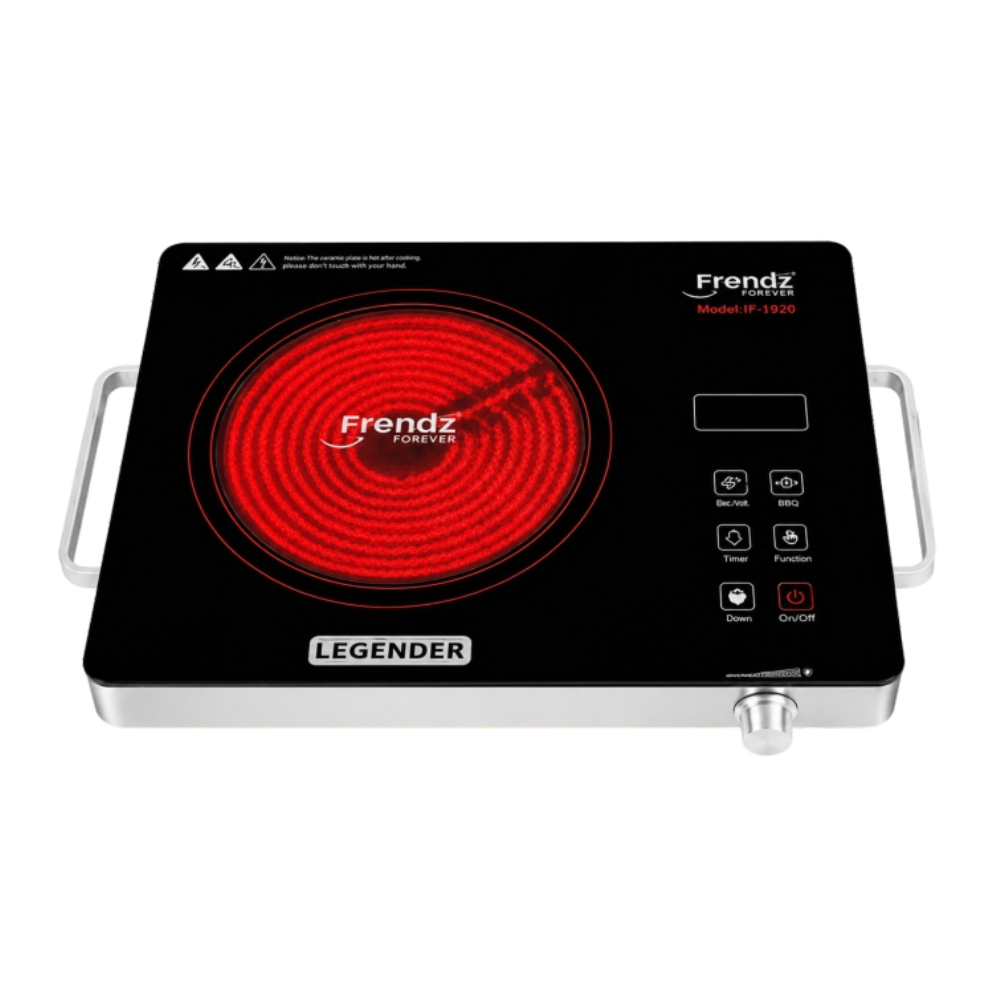 Notice: The ceramic plate is hot after cooking,
please don't touch with your hand.
Frendz
FOREVER
Model:IF-1920
Frendz
FOREVER
Elec./Volt.
BBQ
Timer
Function
Down
On/Off
LEGENDER